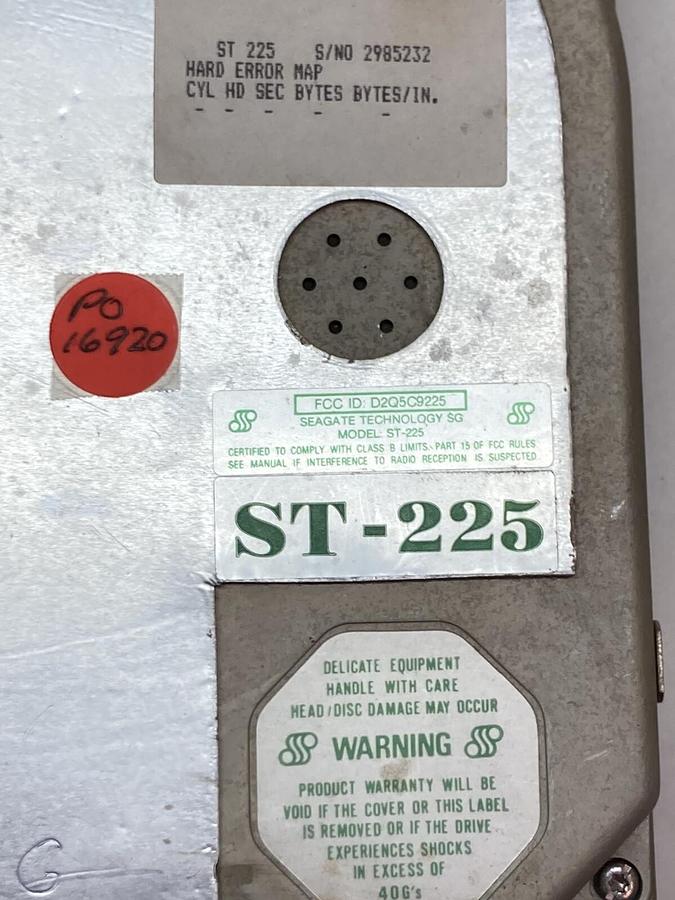 ST 225 S/NO 2985232
HARD ERROR MAP
CYL HD SEC BYTES BYTES/IN.
- - - - -
PO
16920
FCC ID: D2Q5C9225
SEAGATE TECHNOLOGY SG
MODEL: ST-225
CERTIFIED TO COMPLY WITH CLASS B LIMITS, PART 15 OF FCC RULES
SEE MANUAL IF INTERFERENCE TO RADIO RECEPTION IS SUSPECTED
ST-225
DELICATE EQUIPMENT
HANDLE WITH CARE
HEAD/DISC DAMAGE MAY OCCUR
WARNING
PRODUCT WARRANTY WILL BE
VOID IF THE COVER OR THIS LABEL
IS REMOVED OR IF THE DRIVE
EXPERIENCES SHOCKS
IN EXCESS OF
40G's
G